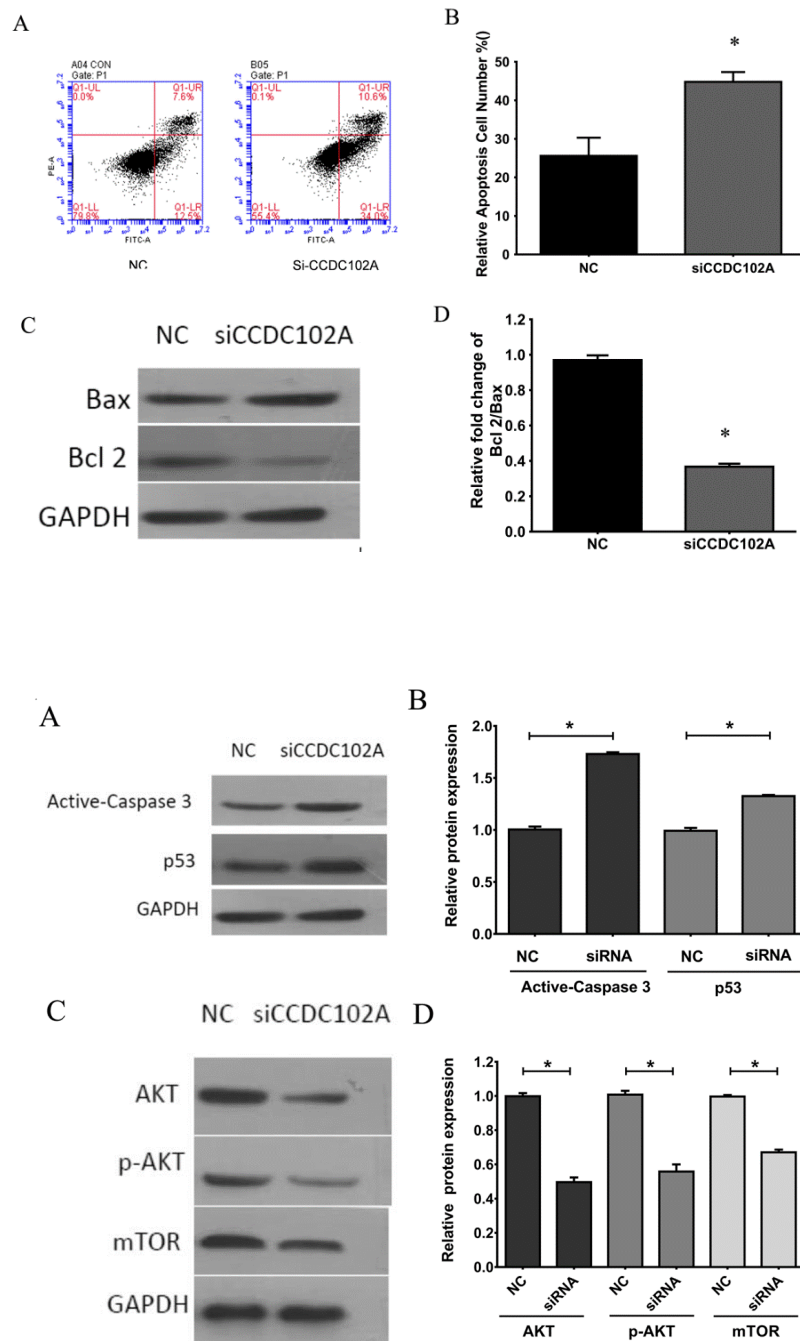 A
A04 CON
Gate: P1
Q1-UL
0.0%
Q1-UR
7.6%
Q1-LL
79.8%
Q1-LR
12.5%
PE-A
FITC-A
NC
B05
Gate: P1
Q1-UL
0.1%
Q1-UR
10.6%
Q1-LL
55.4%
Q1-LR
34.0%
FITC-A
Si-CCDC102A
B
Relative Apoptosis Cell Number %()
50
40
30
20
10
0
*
NC
siCCDC102A
C
NC siCCDC102A
Bax
Bcl 2
GAPDH
D
Relative fold change of
Bcl 2/Bax
1.2
1.0
0.8
0.6
0.4
0.2
0.0
*
NC
siCCDC102A
A
NC siCCDC102A
Active-Caspase 3
p53
GAPDH
B
Relative protein expression
2.0
1.5
1.0
0.5
0.0
* *
NC siRNA NC siRNA
Active-Caspase 3 p53
C
NC siCCDC102A
AKT
p-AKT
mTOR
GAPDH
D
Relative protein expression
1.2
1.0
0.8
0.6
0.4
0.2
0.0
* * *
NC siRNA NC siRNA NC siRNA
AKT p-AKT mTOR